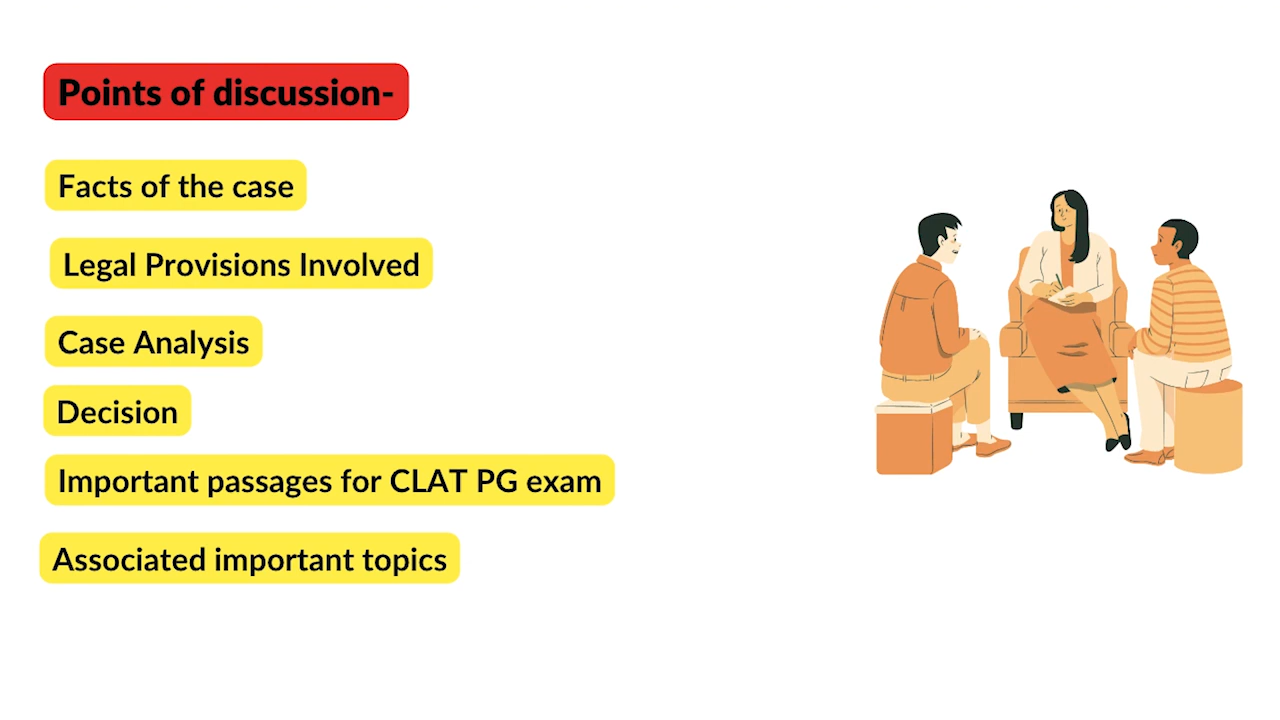 Points of discussion-
Facts of the case
Legal Provisions Involved
Case Analysis
Decision
Important passages for CLAT PG exam
Associated important topics